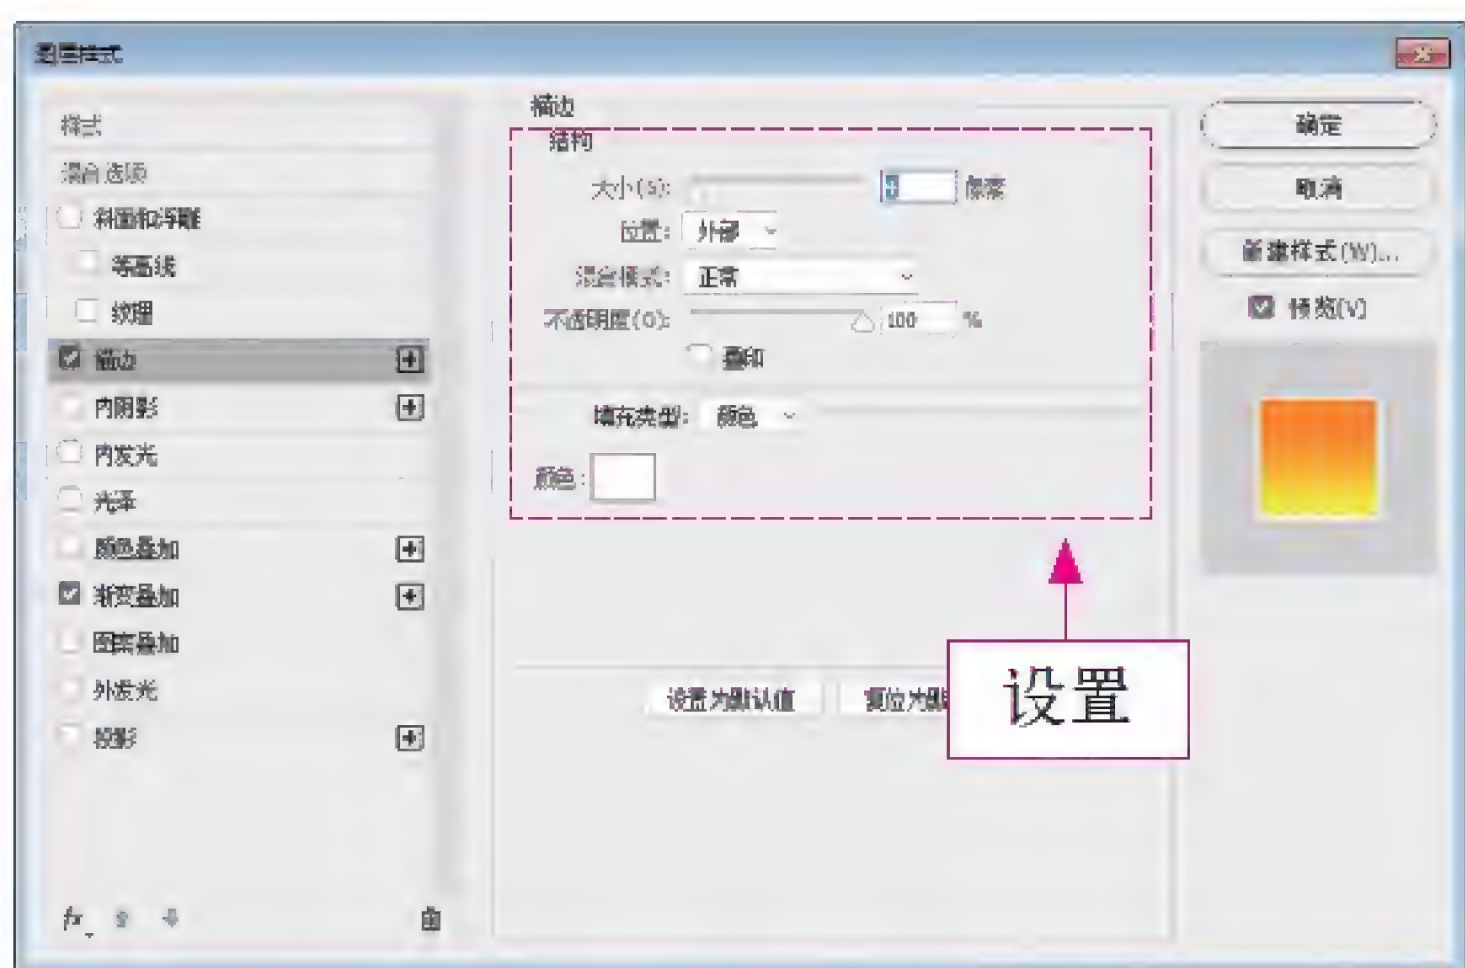 图层样式
样式
混合选项
斜面和浮雕
等高线
纹理
描边
内阴影
内发光
光泽
颜色叠加
渐变叠加
图案叠加
外发光
投影
fx
描边
结构
大小(S): 像素
位置: 外部
混合模式: 正常
不透明度(O): 100 %
叠印
填充类型: 颜色
颜色:
设置为默认值 复位为默
设置
确定
取消
新建样式(W)...
预览(V)